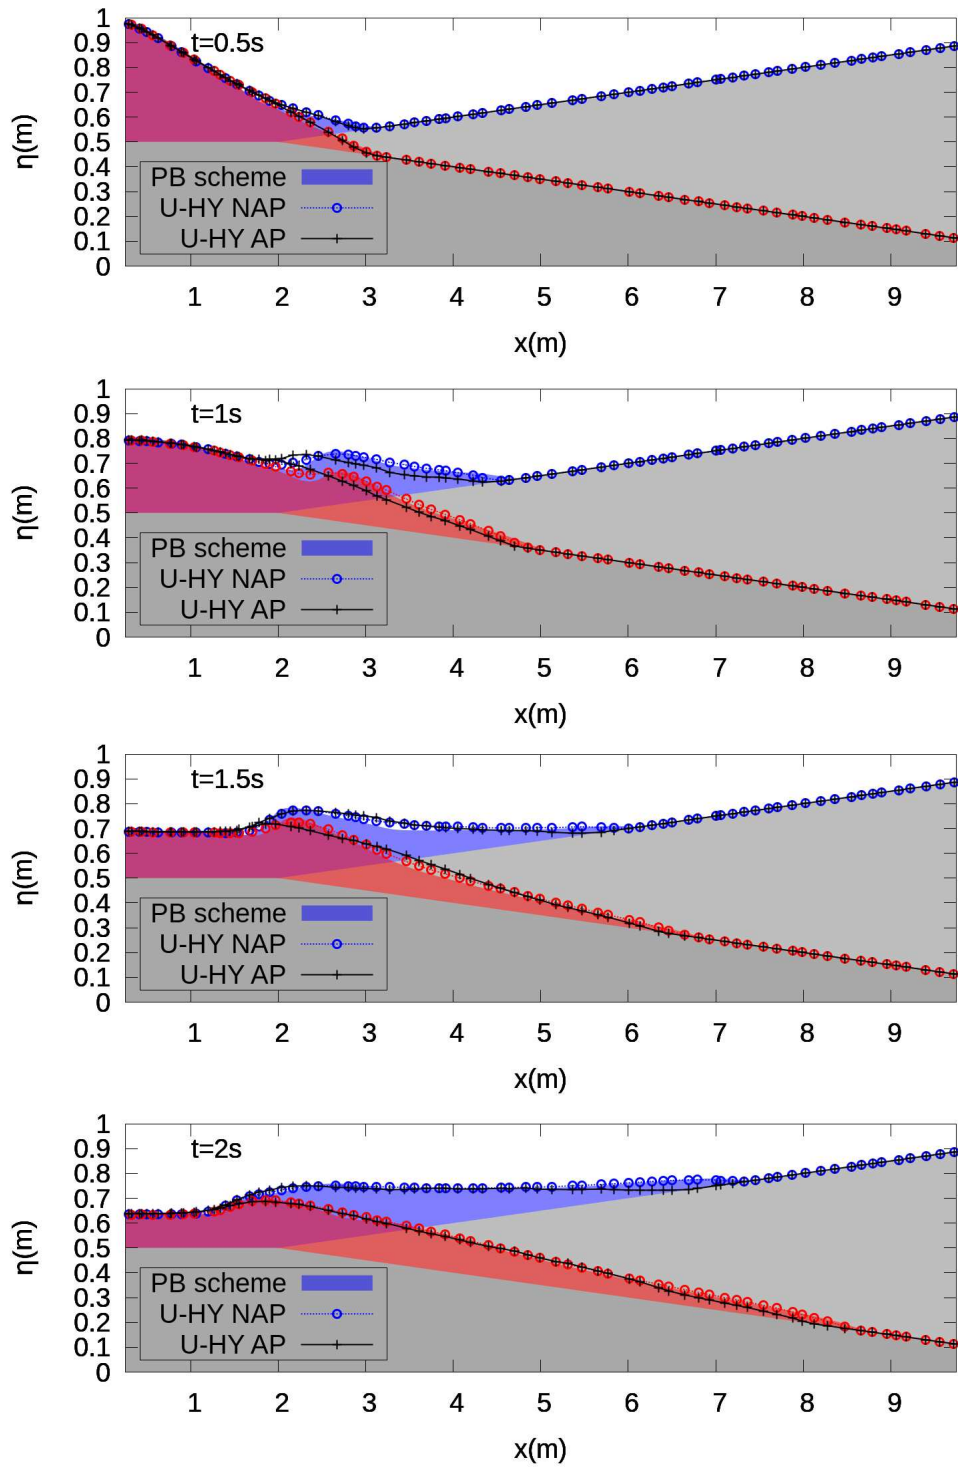 1
0.9
0.8
0.7
0.6
0.5
0.4
0.3
0.2
0.1
0
η(m)
t=0.5s
PB scheme
U-HY NAP
U-HY AP
1 2 3 4 5 6 7 8 9
x(m)
1
0.9
0.8
0.7
0.6
0.5
0.4
0.3
0.2
0.1
0
η(m)
t=1s
PB scheme
U-HY NAP
U-HY AP
1 2 3 4 5 6 7 8 9
x(m)
1
0.9
0.8
0.7
0.6
0.5
0.4
0.3
0.2
0.1
0
η(m)
t=1.5s
PB scheme
U-HY NAP
U-HY AP
1 2 3 4 5 6 7 8 9
x(m)
1
0.9
0.8
0.7
0.6
0.5
0.4
0.3
0.2
0.1
0
η(m)
t=2s
PB scheme
U-HY NAP
U-HY AP
1 2 3 4 5 6 7 8 9
x(m)